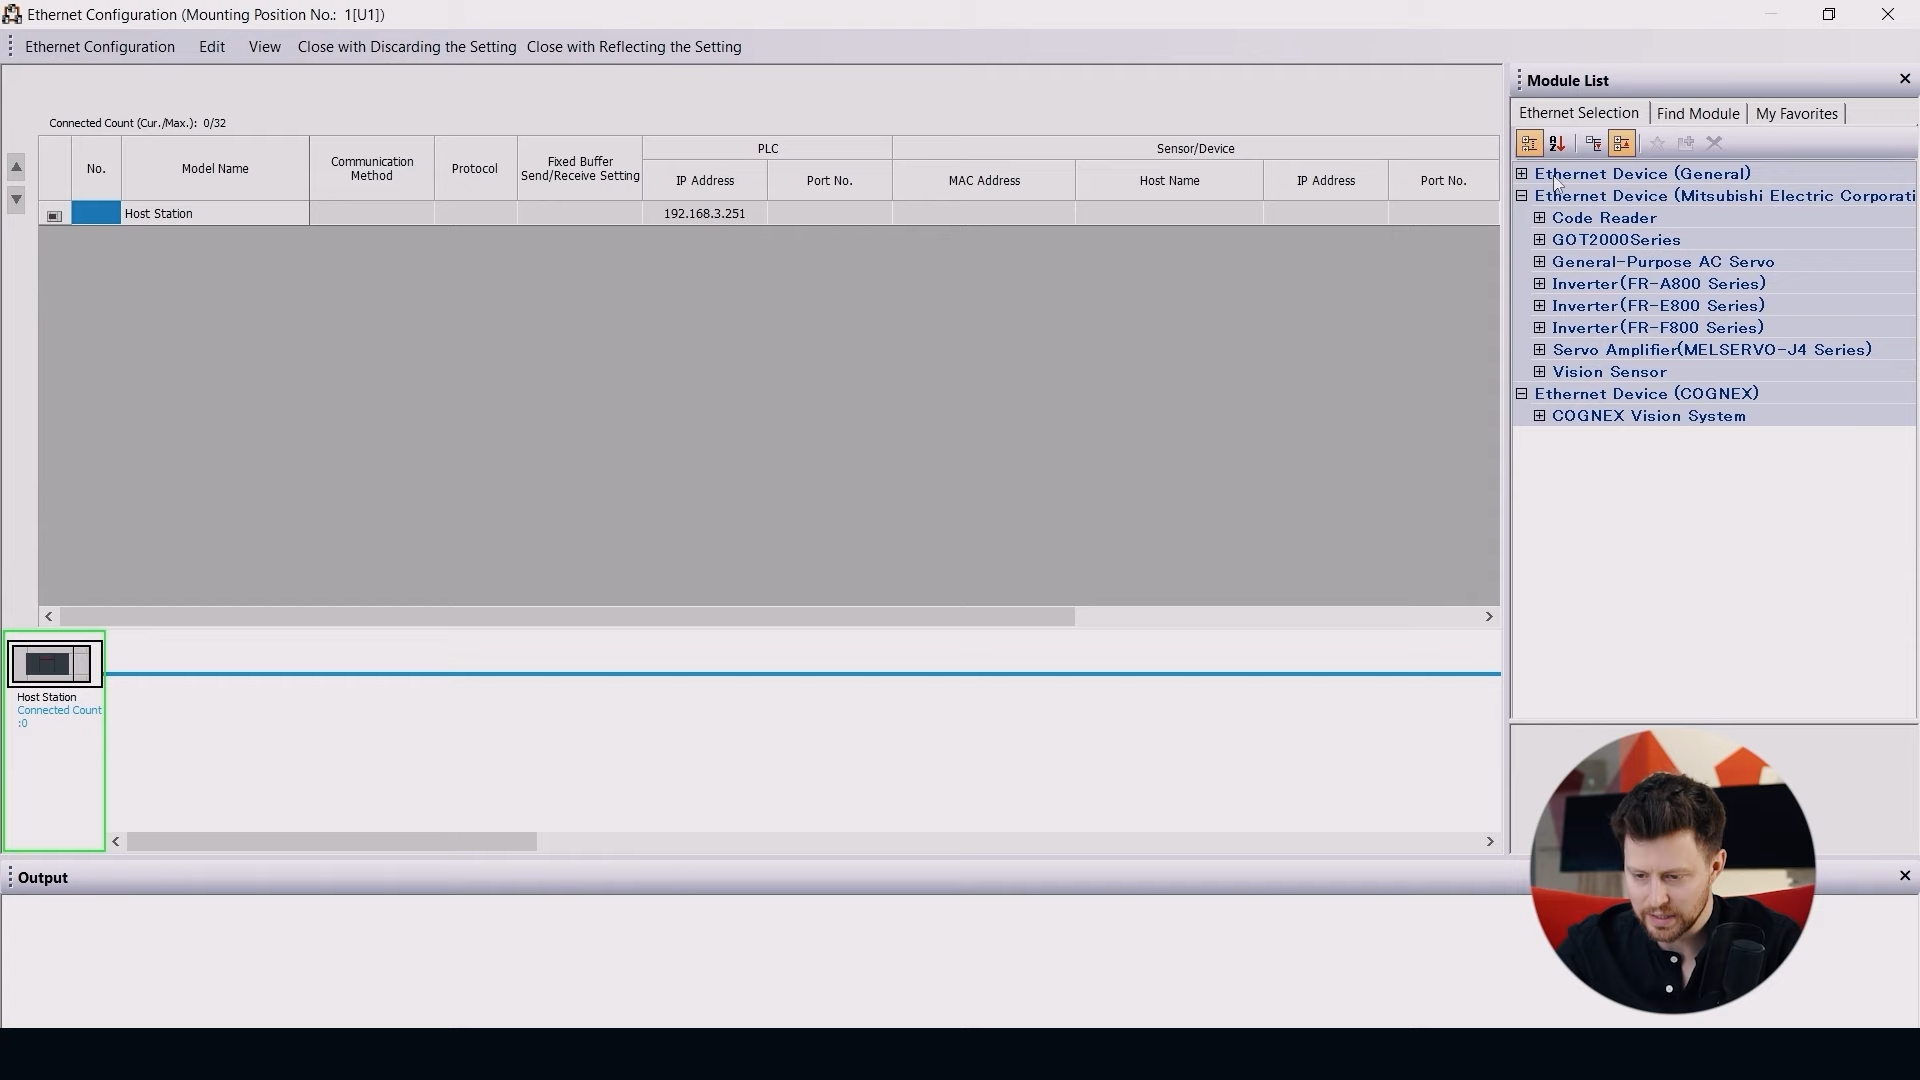 Ethernet Configuration (Mounting Position No.: 1[U1])
Ethernet Configuration Edit View Close with Discarding the Setting Close with Reflecting the Setting
Module List
Ethernet Selection Find Module My Favorites
Connected Count (Cur./Max.): 0/32
No. Model Name Communication Method Protocol Fixed Buffer Send/Receive Setting PLC Sensor/Device
IP Address Port No. MAC Address Host Name IP Address Port No.
Host Station 192.168.3.251
Ethernet Device (General)
Ethernet Device (Mitsubishi Electric Corporati
Code Reader
GOT2000Series
General-Purpose AC Servo
Inverter(FR-A800 Series)
Inverter(FR-E800 Series)
Inverter(FR-F800 Series)
Servo Amplifier(MELSERVO-J4 Series)
Vision Sensor
Ethernet Device (COGNEX)
COGNEX Vision System
Host Station
Connected Count
:0
Output